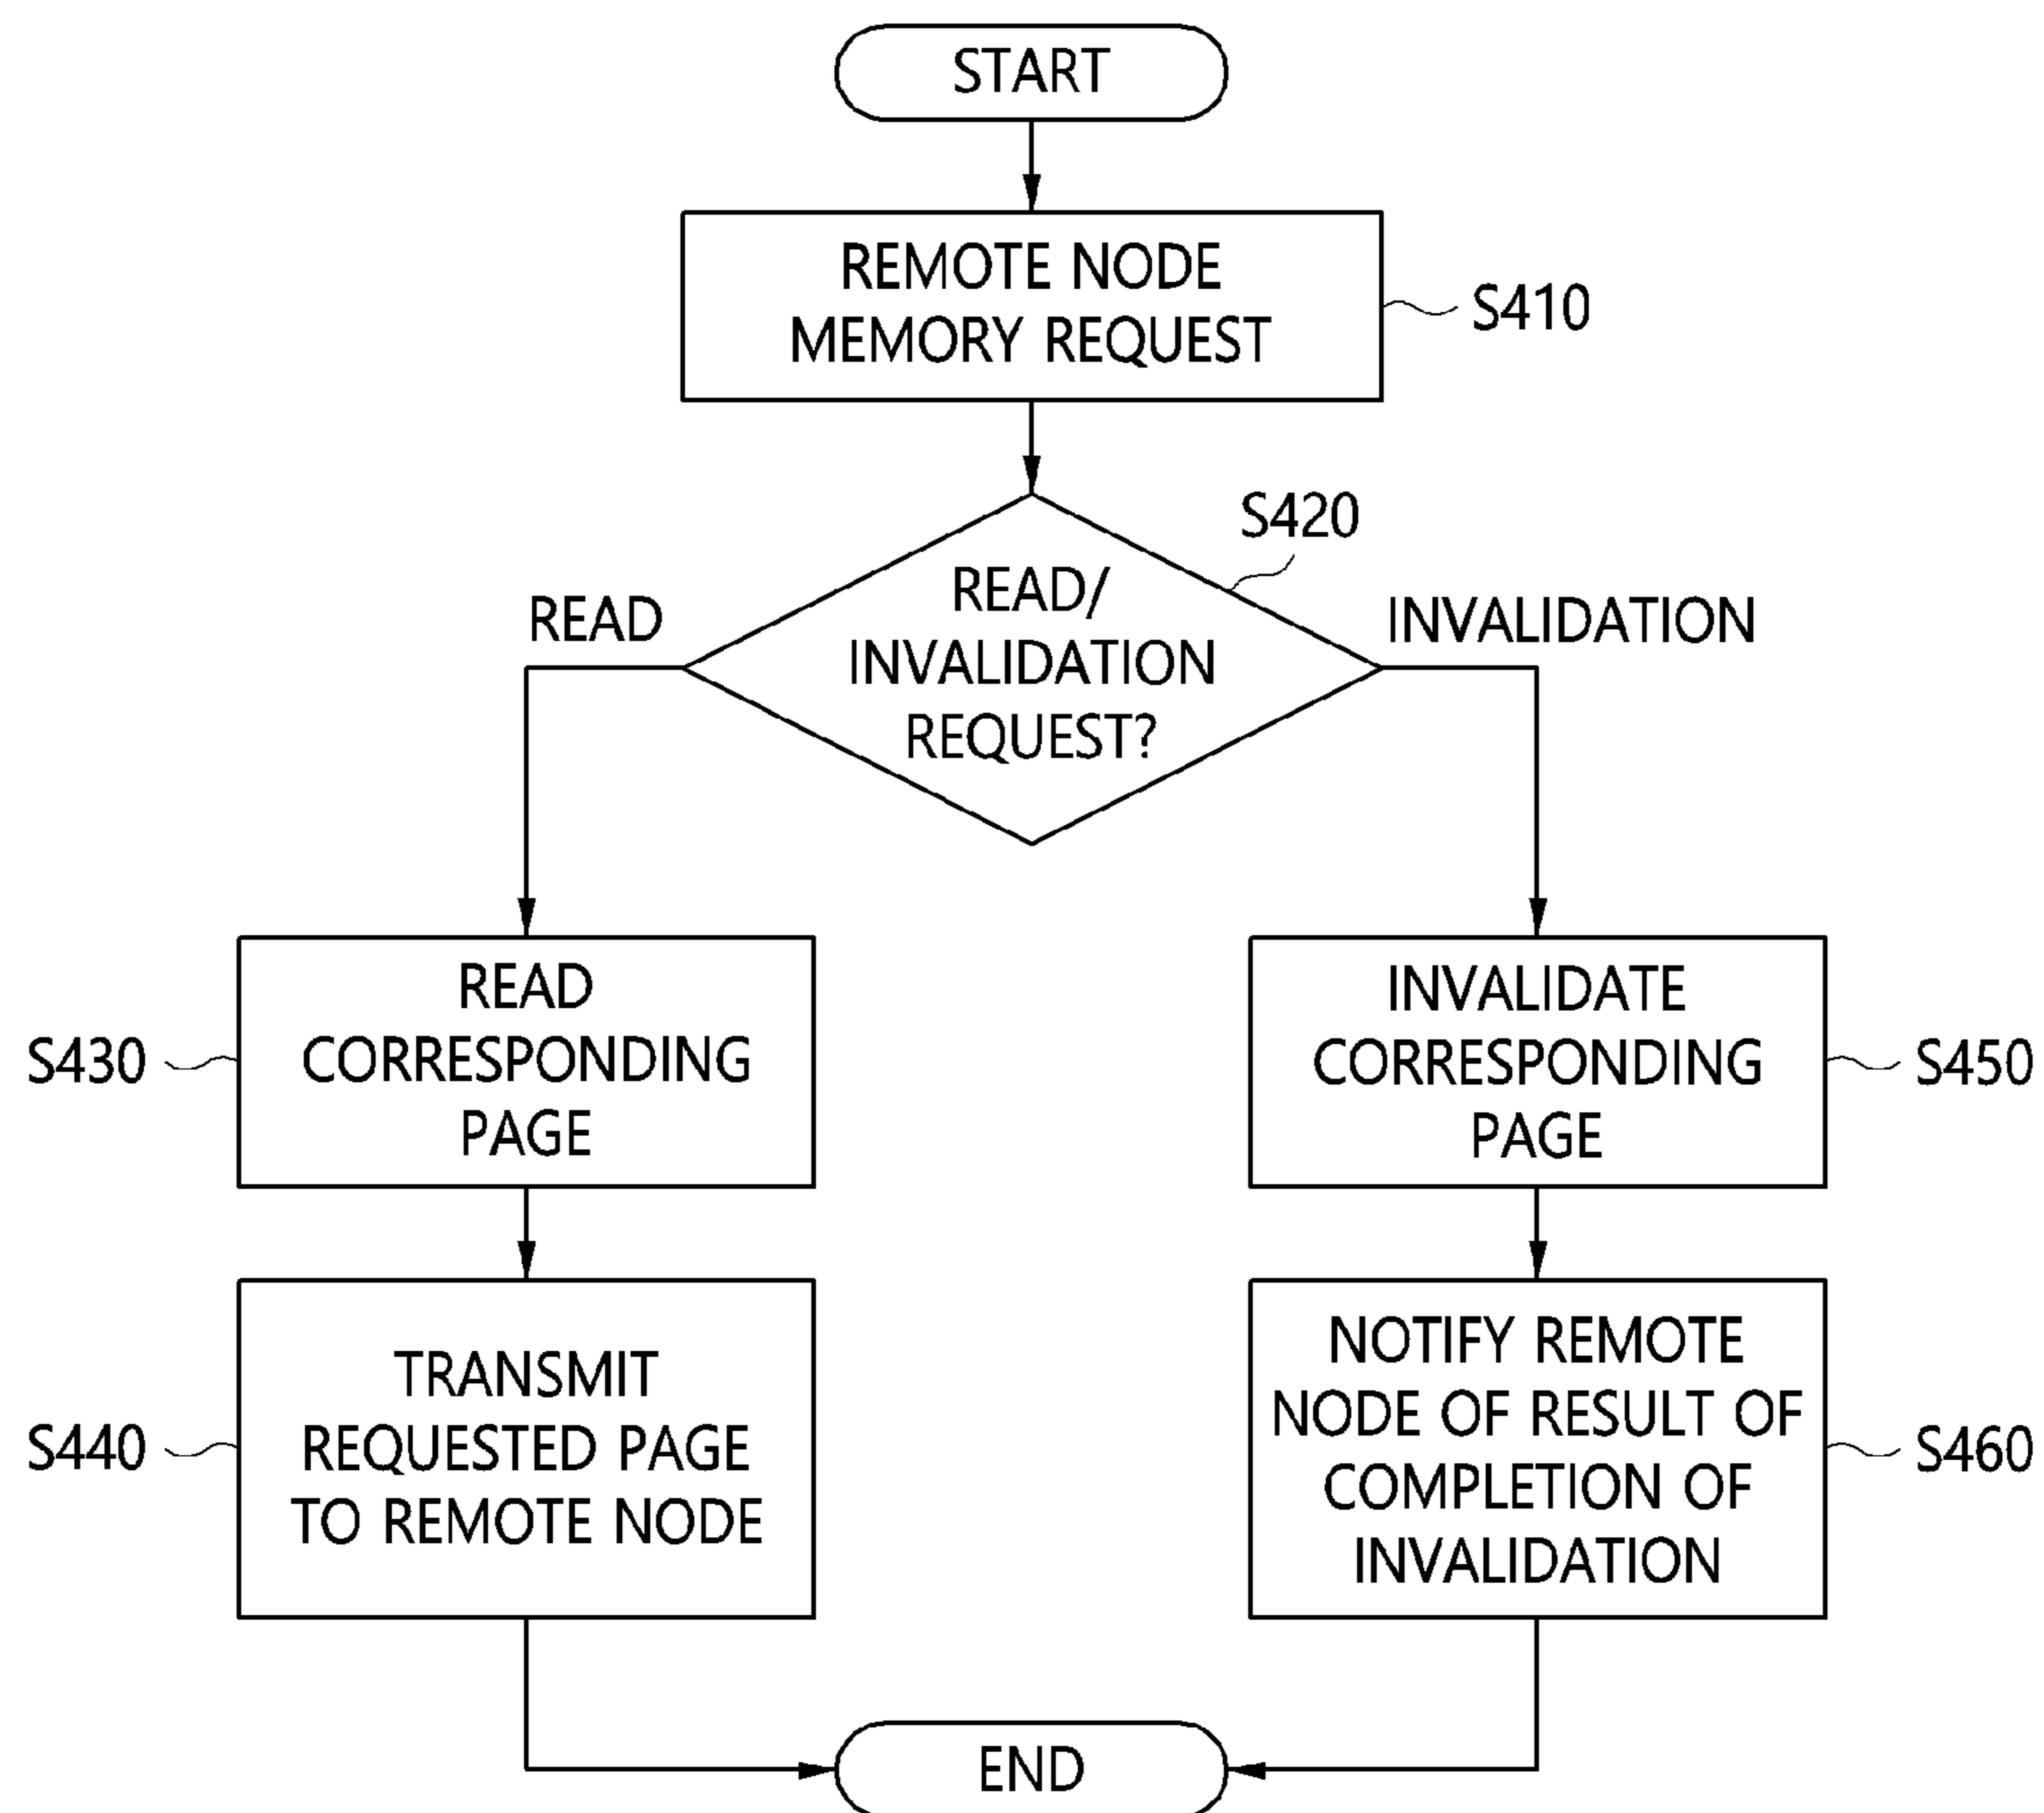 START
REMOTE NODE
MEMORY REQUEST
S410
S420
READ/
INVALIDATION
REQUEST?
READ
INVALIDATION
READ
CORRESPONDING
PAGE
S430
INVALIDATE
CORRESPONDING
PAGE
S450
TRANSMIT
REQUESTED PAGE
TO REMOTE NODE
S440
NOTIFY REMOTE
NODE OF RESULT OF
COMPLETION OF
INVALIDATION
S460
END